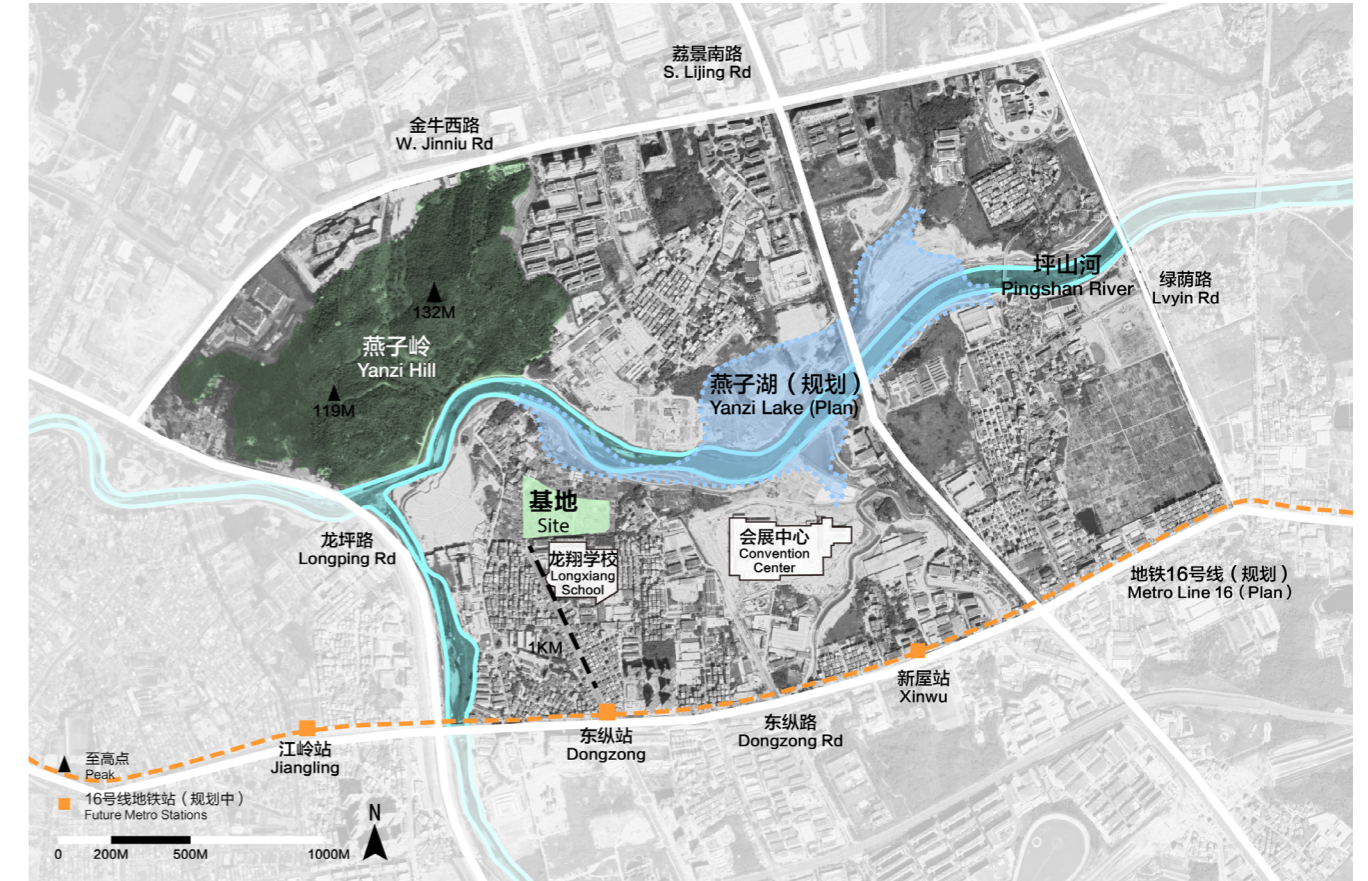 荔景南路
S. Lijing Rd
金牛西路
W. Jinniu Rd
坪山河
Pingshan River
绿荫路
Lvyin Rd
132M
燕子岭
Yanzi Hill
119M
燕子湖（规划）
Yanzi Lake (Plan)
基地
Site
龙坪路
Longping Rd
龙翔学校
Longxiang
School
会展中心
Convention
Center
地铁16号线（规划）
Metro Line 16 (Plan)
1KM
新屋站
Xinwu
东纵路
Dongzong Rd
东纵站
Dongzong
江岭站
Jiangling
至高点
Peak
16号线地铁站（规划中）
Future Metro Stations
N
0 200M 500M 1000M